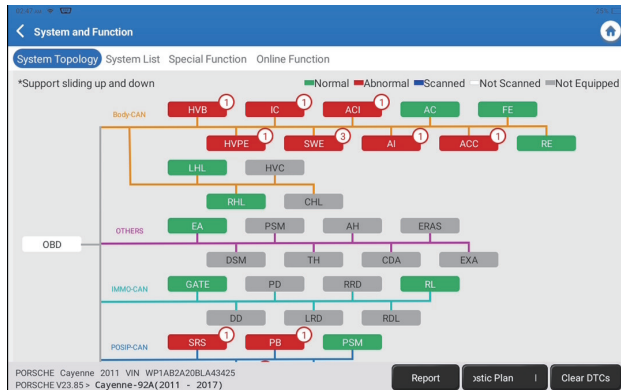 System and Function
System Topology System List Special Function Online Function
*Support sliding up and down
Normal Abnormal Scanned Not Scanned Not Equipped
Body-CAN
HVB 1 IC 1 ACI 1 AC FE
HVPE 1 SWE 3 AI 1 ACC 1 RE
LHL HVC
RHL CHL
OTHERS
EA PSM AH ERAS
OBD
DSM TH CDA EXA
IMMO-CAN
GATE PD RRD RL
DD LRD RDL
POSIP-CAN
SRS 1 PB 1 PSM
PORSCHE Cayenne 2011 VIN WP1AB2A20BLA43425
PORSCHE V23.85 > Cayenne-92A(2011 - 2017)
Report ostic Plan I Clear DTCs